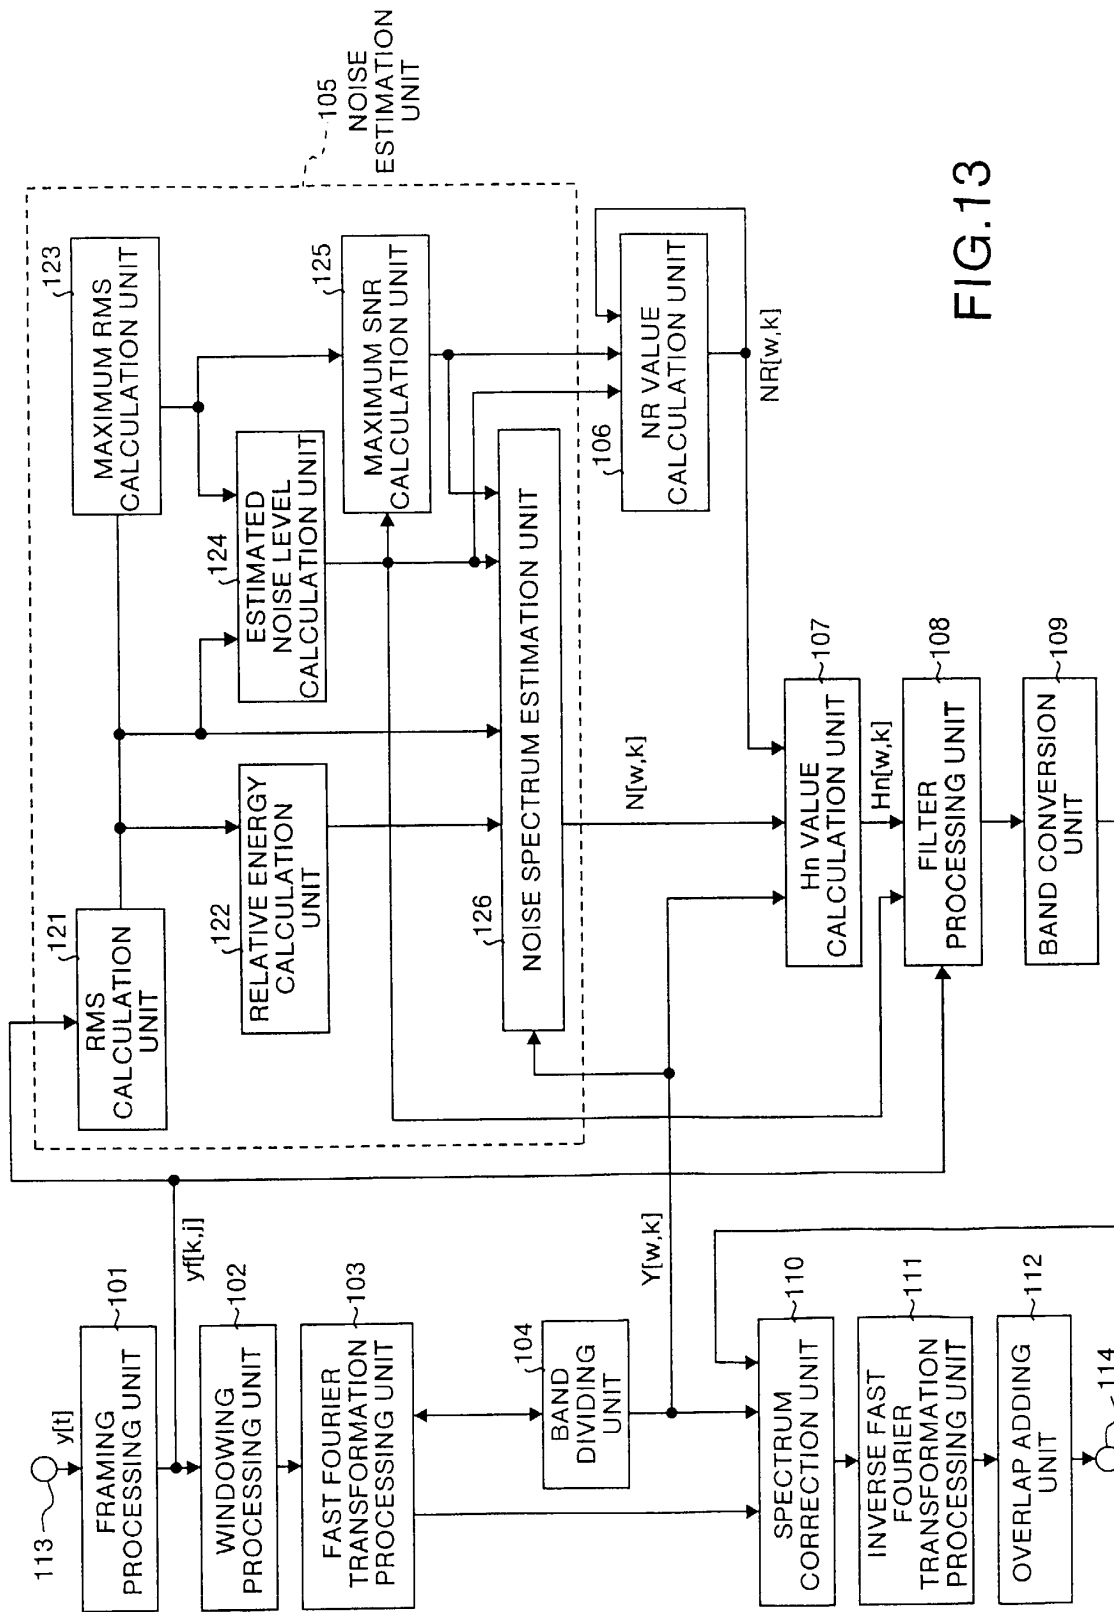 113
y[t]
FRAMING
PROCESSING UNIT
101
yf[k,j]
WINDOWING
PROCESSING UNIT
102
FAST FOURIER
TRANSFORMATION
PROCESSING UNIT
103
BAND
DIVIDING
UNIT
104
Y[w,k]
SPECTRUM
CORRECTION UNIT
110
INVERSE FAST
FOURIER
TRANSFORMATION
PROCESSING UNIT
111
OVERLAP ADDING
UNIT
112
114
105
NOISE
ESTIMATION
UNIT
121
RMS
CALCULATION
UNIT
122
RELATIVE ENERGY
CALCULATION
UNIT
123
MAXIMUM RMS
CALCULATION UNIT
124
ESTIMATED
NOISE LEVEL
CALCULATION UNIT
125
MAXIMUM SNR
CALCULATION UNIT
126
NOISE SPECTRUM ESTIMATION UNIT
106
NR VALUE
CALCULATION UNIT
NR[w,k]
N[w,k]
Hn VALUE
CALCULATION UNIT
107
Hn[w,k]
FILTER
PROCESSING UNIT
108
BAND CONVERSION
UNIT
109
FIG.13